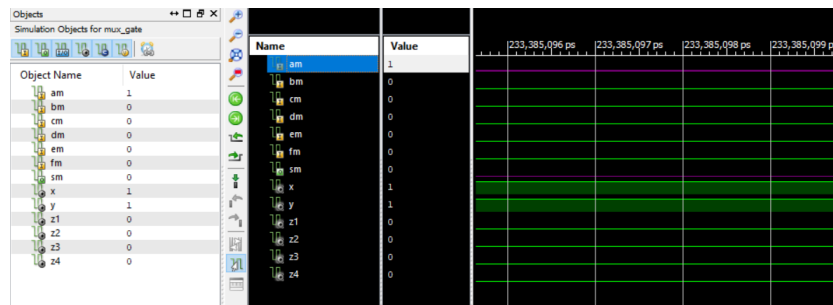 Objects
Simulation Objects for mux_gate
Object Name Value
am 1
bm 0
cm 0
dm 0
em 0
fm 0
sm 0
x 1
y 1
z1 0
z2 0
z3 0
z4 0
Name Value
am 1
bm 0
cm 0
dm 0
em 0
fm 0
sm 0
x 1
y 1
z1 0
z2 0
z3 0
z4 0
233,385,096 ps 233,385,097 ps 233,385,098 ps 233,385,099 p